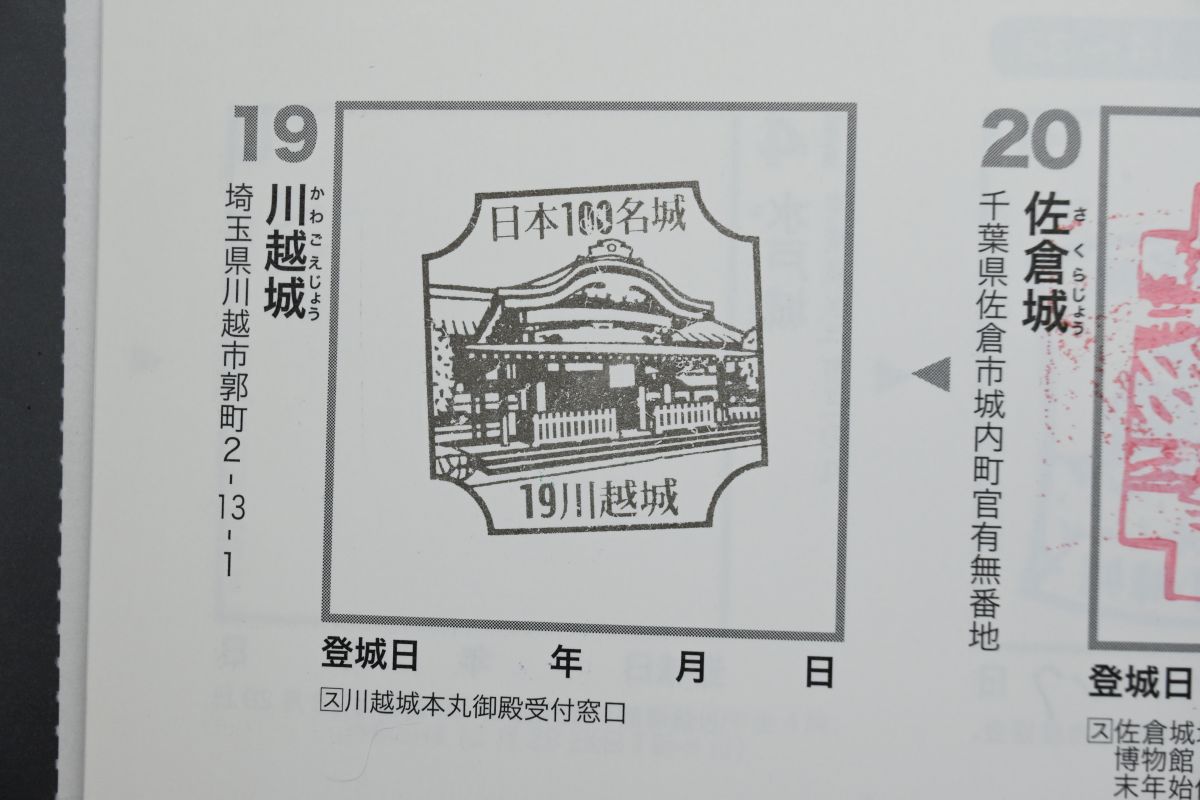 19
川越城
かわごえじょう
埼玉県川越市郭町2-13-1
日本100名城
19川越城
登城日 年 月 日
ス川越城本丸御殿受付窓口
20
佐倉城
さくらじょう
千葉県佐倉市城内町官有無番地
登城日
ス佐倉城
博物館
末年始